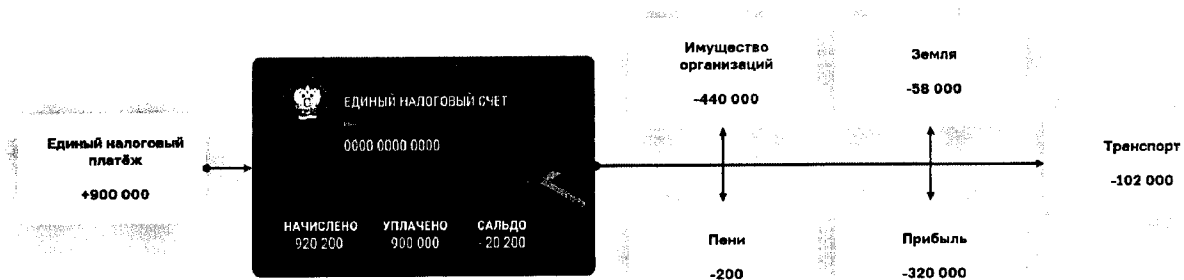 Единый налоговый
платёж
+900 000
ЕДИНЫЙ НАЛОГОВЫЙ СЧЕТ
0000 0000 0000
НАЧИСЛЕНО УПЛАЧЕНО САЛЬДО
920 200 900 000 - 20 200
Имущество
организаций
-440 000
Земля
-58 000
Транспорт
-102 000
Пени
-200
Прибыль
-320 000